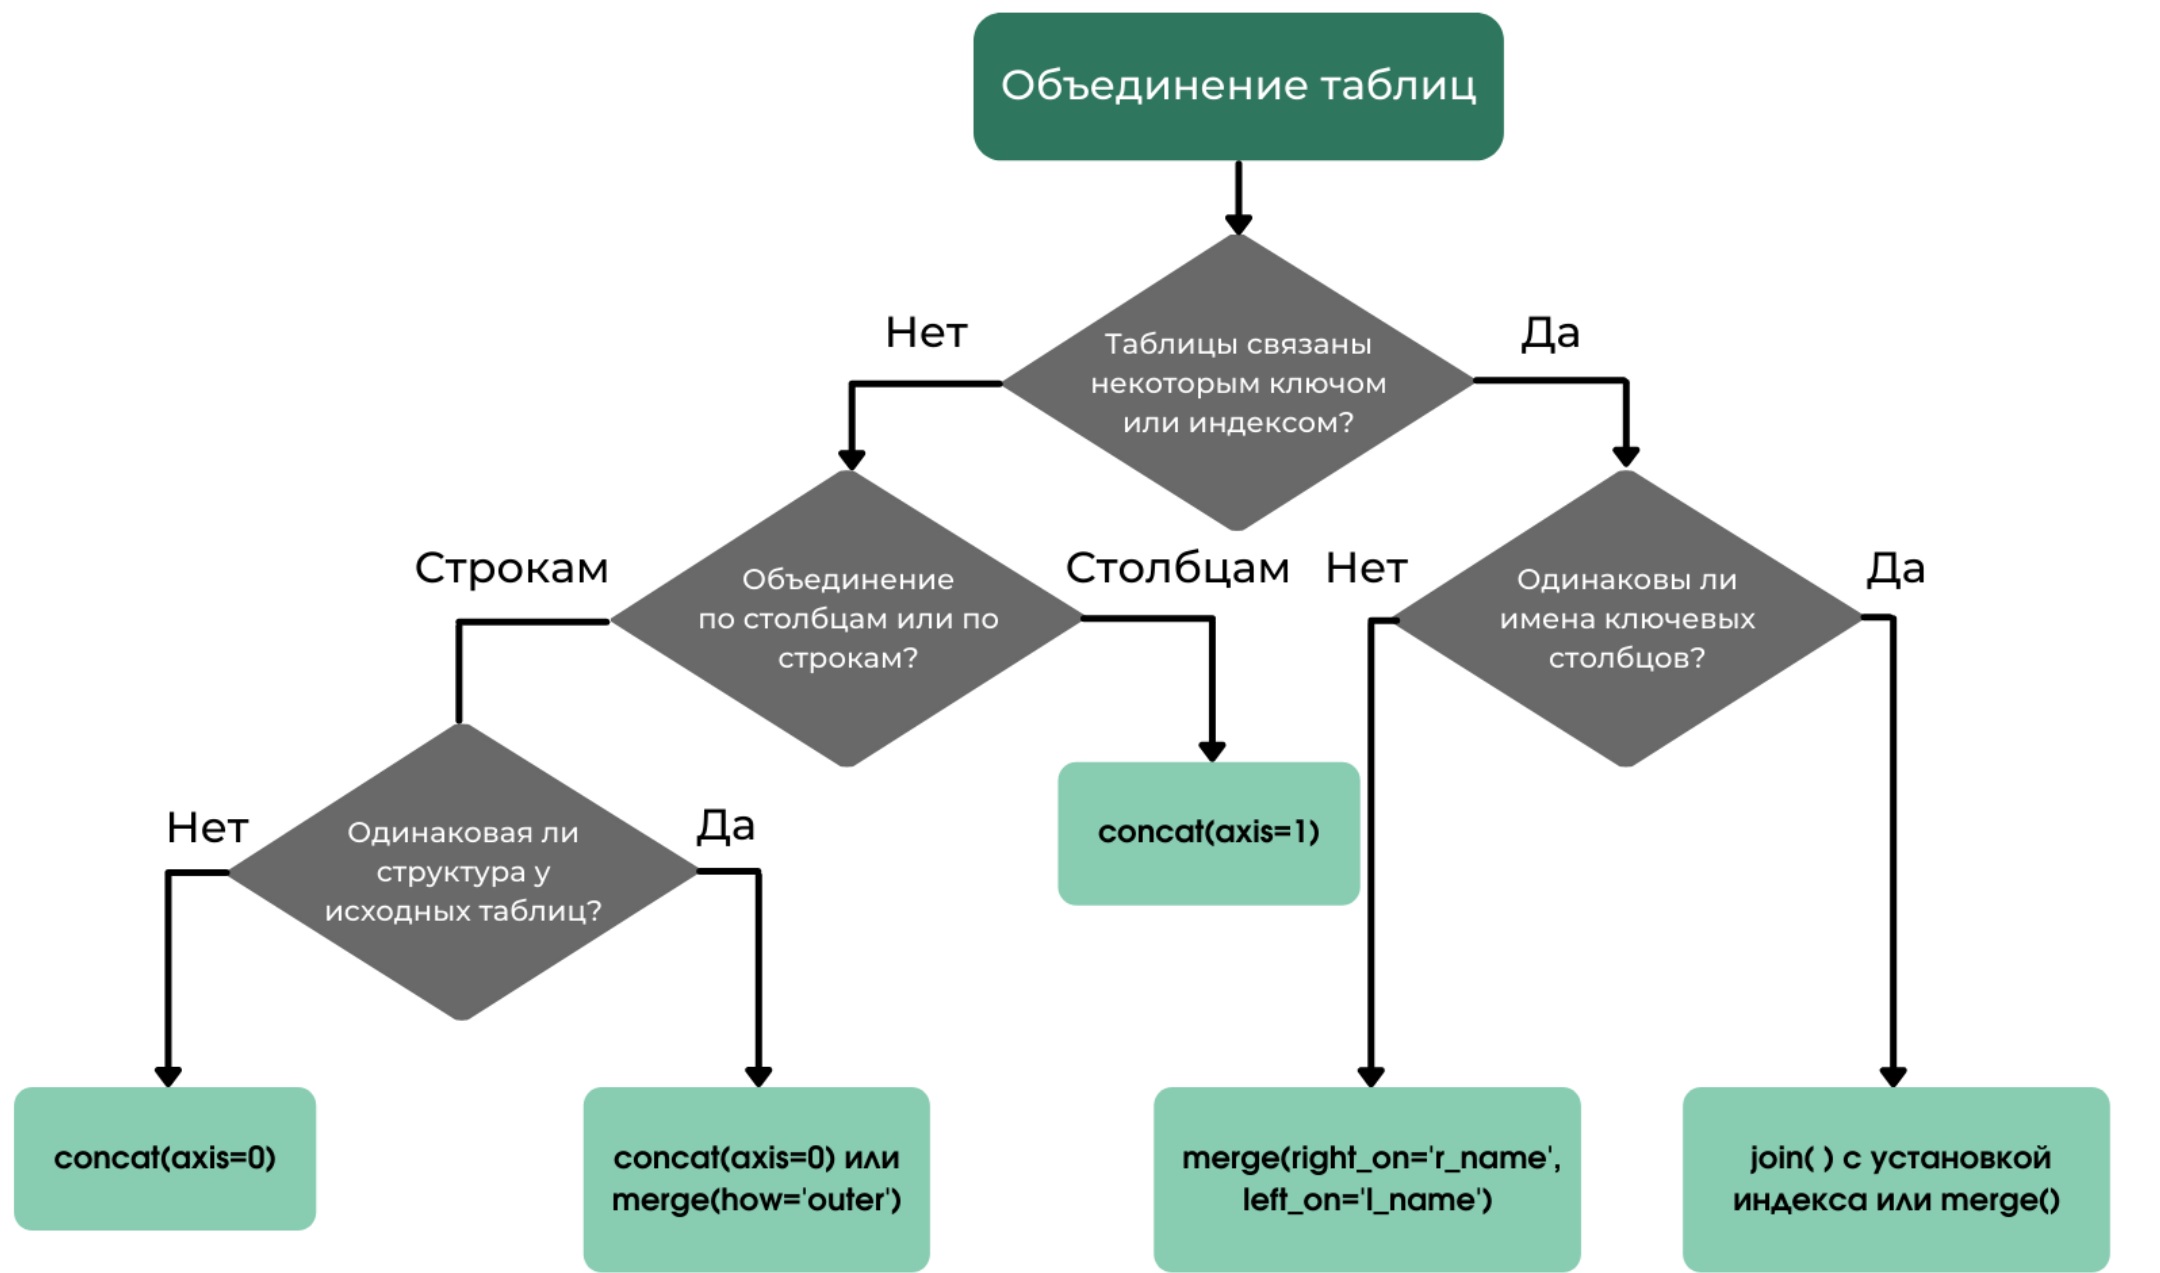 Объединение таблиц
Нет
Да
Таблицы связаны
некоторым ключом
или индексом?
Строкам
Столбцам
Нет
Да
Объединение
по столбцам или по
строкам?
Одинаковы ли
имена ключевых
столбцов?
Нет
Да
Одинаковая ли
структура у
исходных таблиц?
concat(axis=1)
concat(axis=0)
concat(axis=0) или
merge(how='outer')
merge(right_on='r_name',
left_on='l_name')
join( ) с установкой
индекса или merge()